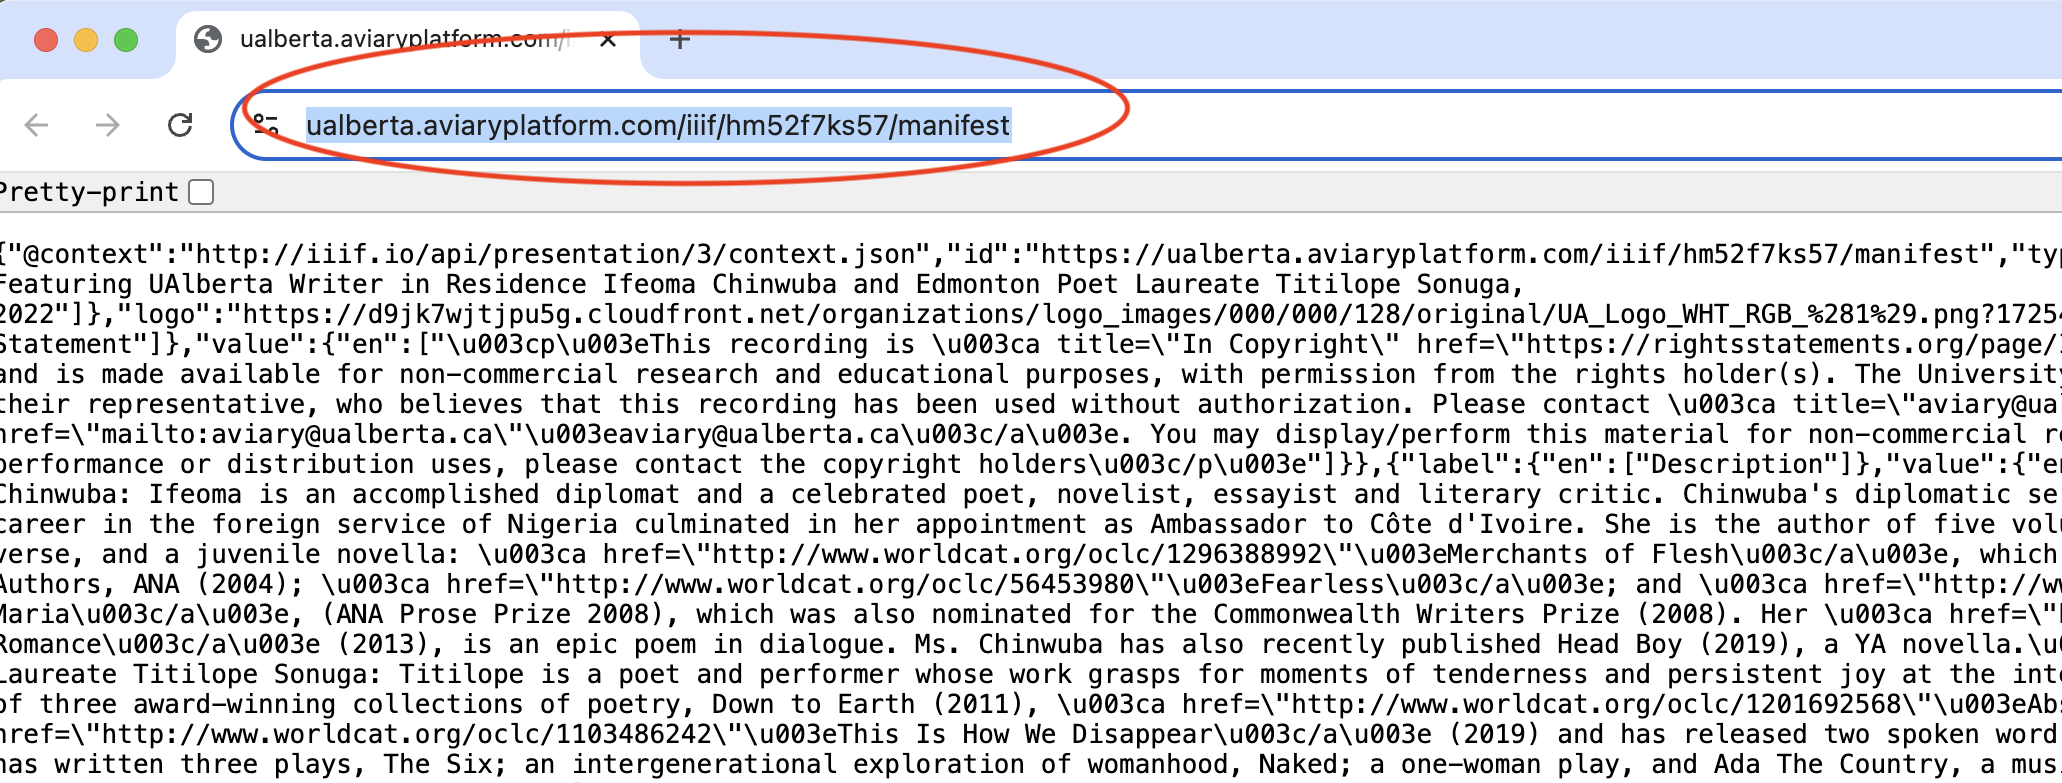 ualberta.aviaryplatform.com/i
ualberta.aviaryplatform.com/iiif/hm52f7ks57/manifest
Pretty-print
{"@context":"http://iiif.io/api/presentation/3/context.json","id":"https://ualberta.aviaryplatform.com/iiif/hm52f7ks57/manifest","typ
Featuring UAlberta Writer in Residence Ifeoma Chinwuba and Edmonton Poet Laureate Titilope Sonuga,
2022"]},"logo":"https://d9jk7wjtjpu5g.cloudfront.net/organizations/logo_images/000/000/128/original/UA_Logo_WHT_RGB_%281%29.png?1725
Statement"]},"value":{"en":["\u003cp\u003eThis recording is \u003ca title=\"In Copyright\" href=\"https://rightsstatements.org/page/
and is made available for non-commercial research and educational purposes, with permission from the rights holder(s). The University
their representative, who believes that this recording has been used without authorization. Please contact \u003ca title=\"aviary@ua
href=\"mailto:aviary@ualberta.ca\"\u003eaviary@ualberta.ca\u003c/a\u003e. You may display/perform this material for non-commercial r
performance or distribution uses, please contact the copyright holders\u003c/p\u003e"]}},{"label":{"en":["Description"]},"value":{"e
Chinwuba: Ifeoma is an accomplished diplomat and a celebrated poet, novelist, essayist and literary critic. Chinwuba's diplomatic se
career in the foreign service of Nigeria culminated in her appointment as Ambassador to Côte d'Ivoire. She is the author of five volu
verse, and a juvenile novella: \u003ca href=\"http://www.worldcat.org/oclc/1296388992\"\u003eMerchants of Flesh\u003c/a\u003e, which
Authors, ANA (2004); \u003ca href=\"http://www.worldcat.org/oclc/56453980\"\u003eFearless\u003c/a\u003e; and \u003ca href=\"http://w
Maria\u003c/a\u003e, (ANA Prose Prize 2008), which was also nominated for the Commonwealth Writers Prize (2008). Her \u003ca href=\"
Romance\u003c/a\u003e (2013), is an epic poem in dialogue. Ms. Chinwuba has also recently published Head Boy (2019), a YA novella.\u
Laureate Titilope Sonuga: Titilope is a poet and performer whose work grasps for moments of tenderness and persistent joy at the inte
of three award-winning collections of poetry, Down to Earth (2011), \u003ca href=\"http://www.worldcat.org/oclc/1201692568\"\u003eAbs
href=\"http://www.worldcat.org/oclc/1103486242\"\u003eThis Is How We Disappear\u003c/a\u003e (2019) and has released two spoken word
has written three plays, The Six; an intergenerational exploration of womanhood, Naked; a one-woman play, and Ada The Country, a mus